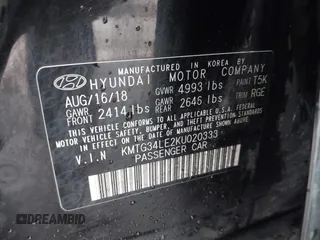 MANUFACTURED IN KOREA BY
HYUNDAI MOTOR COMPANY
AUG/16/18 GVWR 4993 lbs PAINT T5K
GAWR FRONT 2414 lbs GAWR REAR 2646 lbs TRIM RGE
THIS VEHICLE CONFORMS TO ALL APPLICABLE U.S.
FEDERAL MOTOR VEHICLE SAFETY, BUMPER, AND
THEFT PREVENTION STANDARDS IN EFFECT ON THE
DATE OF MANUFACTURE SHOWN ABOVE.
V.I.N KMTG34LE2KU020333
PASSENGER CAR
DREAMBID